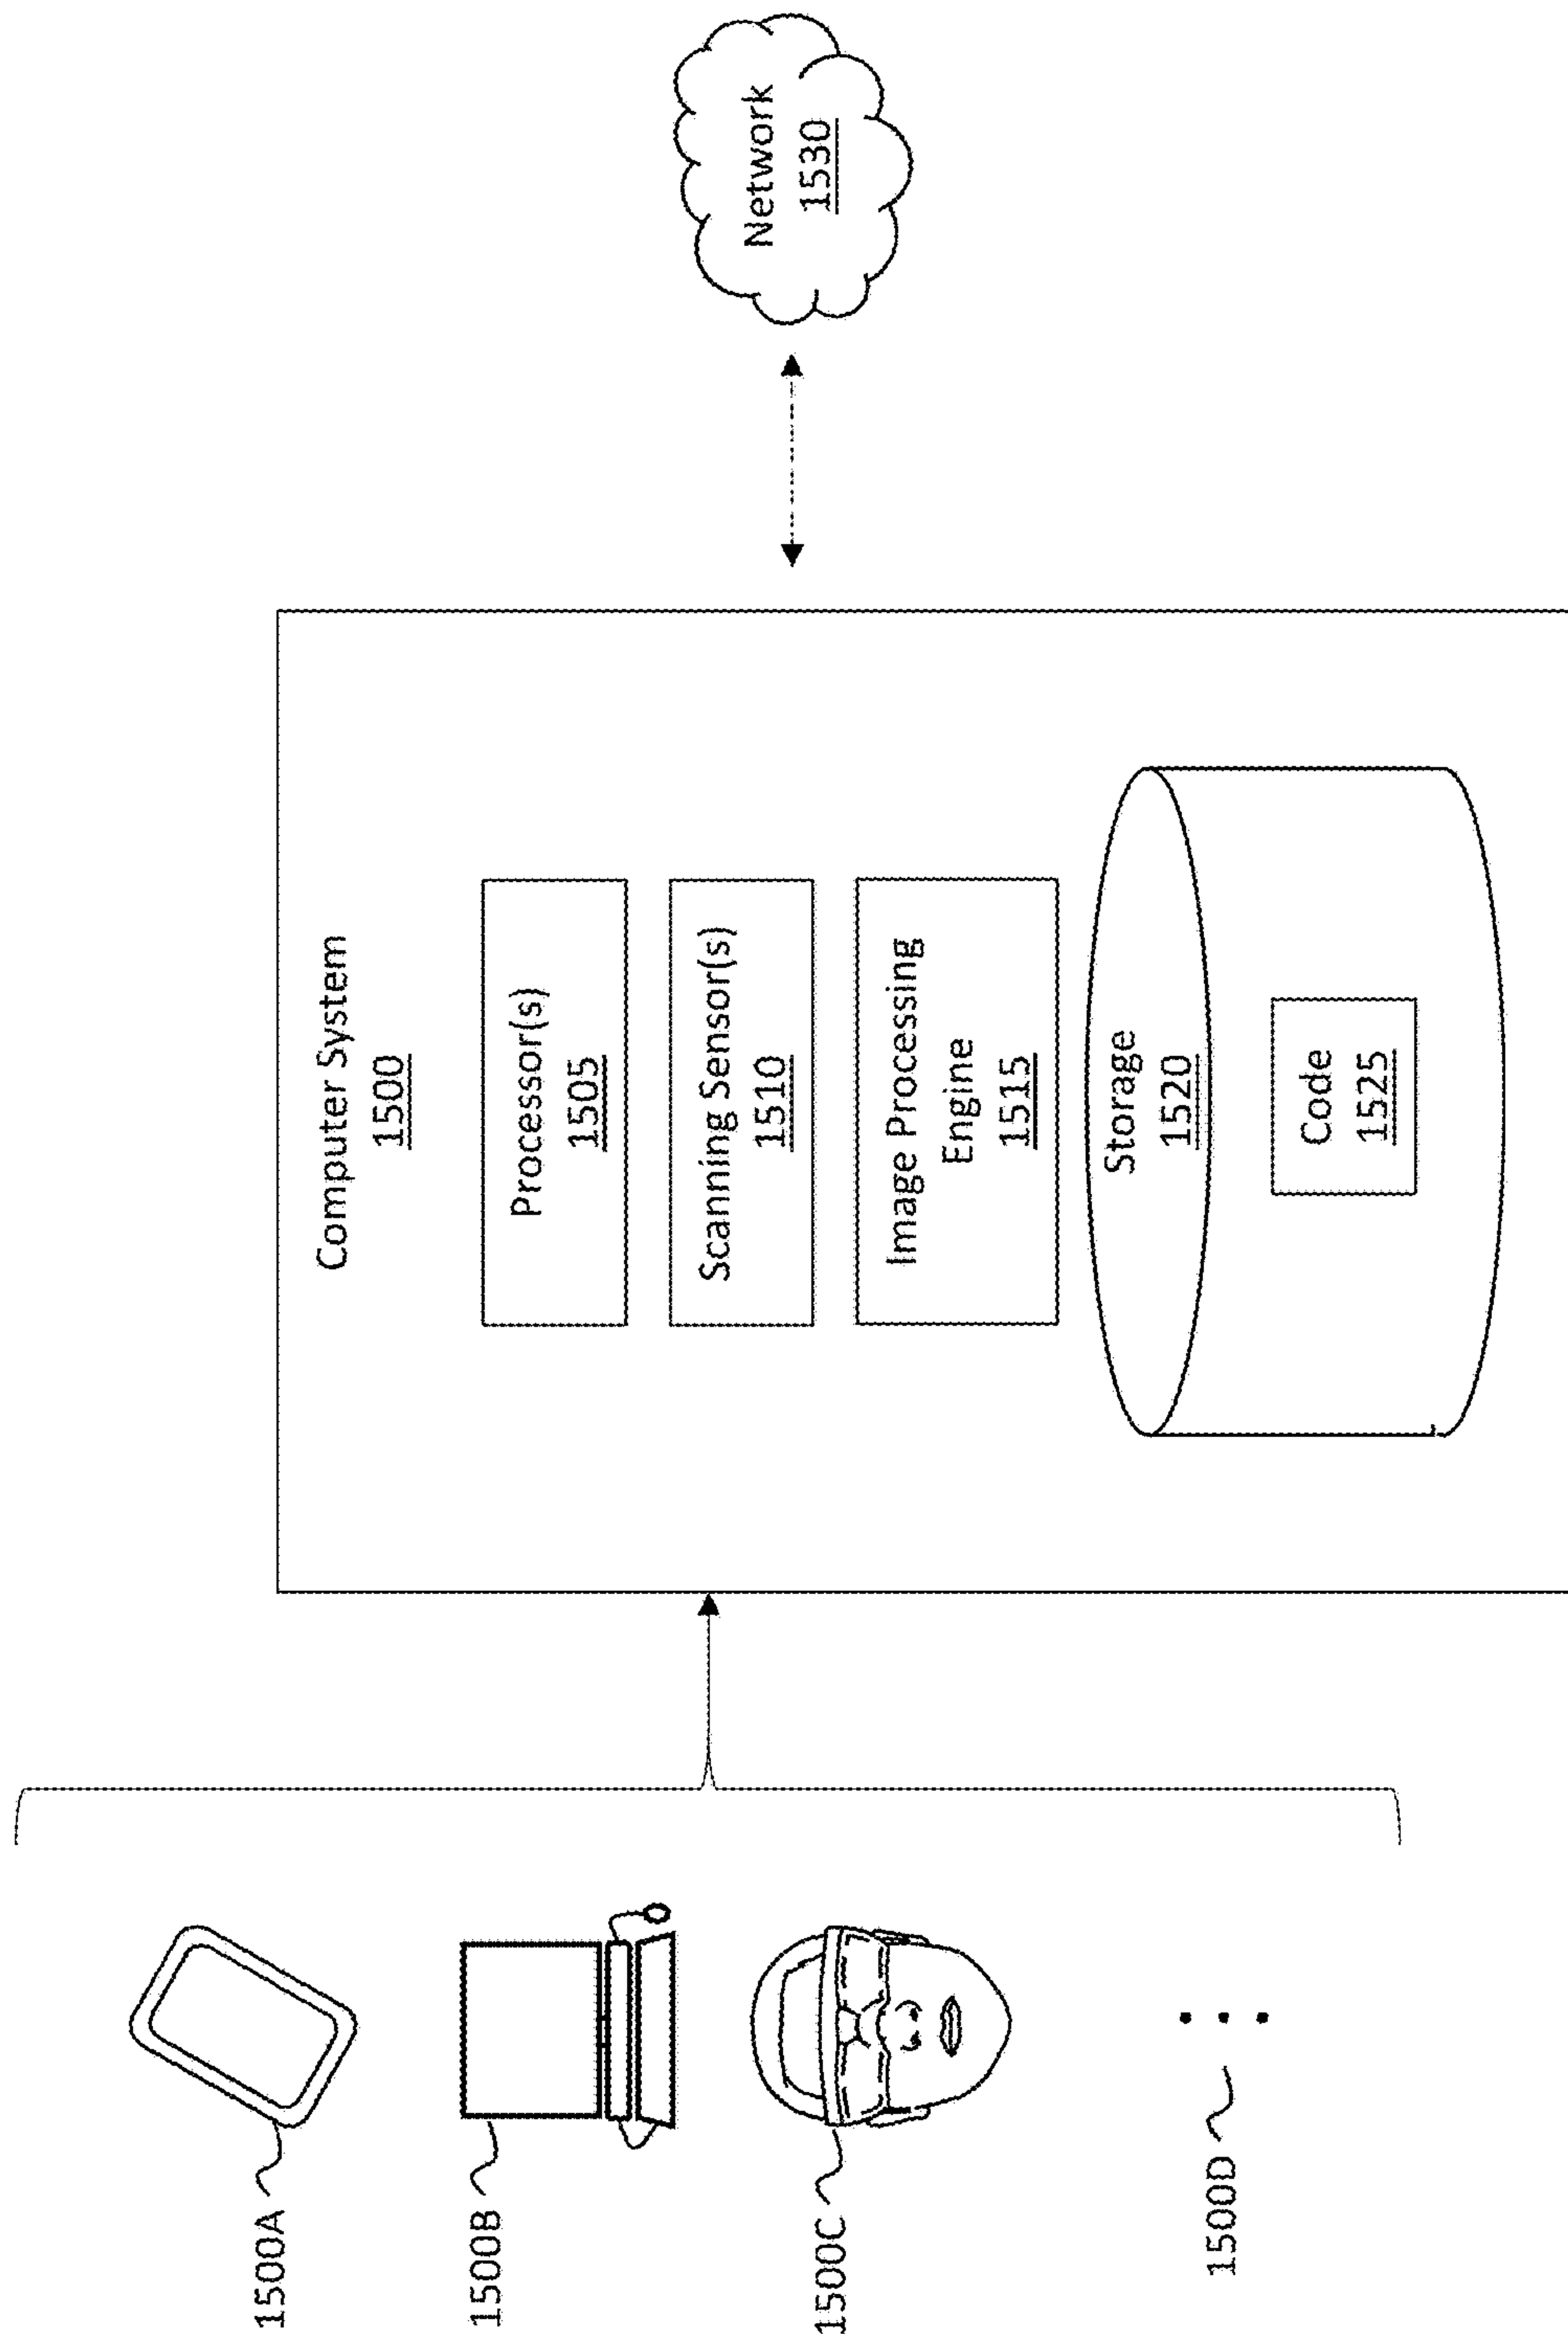 1500A
1500B
1500C
1500D
Computer System
1500
Processor(s)
1505
Scanning Sensor(s)
1510
Image Processing
Engine
1515
Storage
1520
Code
1525
Network
1530